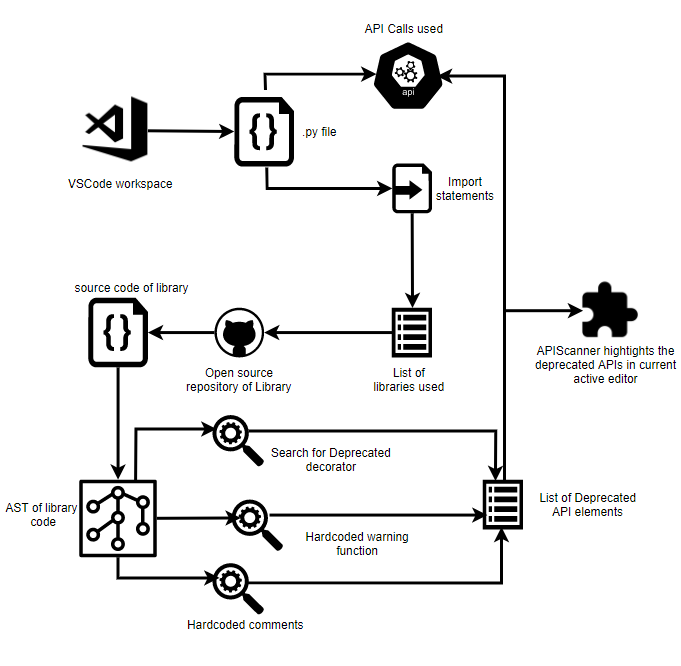 API Calls used
api
.py file
VSCode workspace
Import
statements
source code of library
Open source
repository of Library
List of
libraries used
APIScanner highlights the
deprecated APIs in current
active editor
Search for Deprecated
decorator
AST of library
code
List of Deprecated
API elements
Hardcoded warning
function
Hardcoded comments